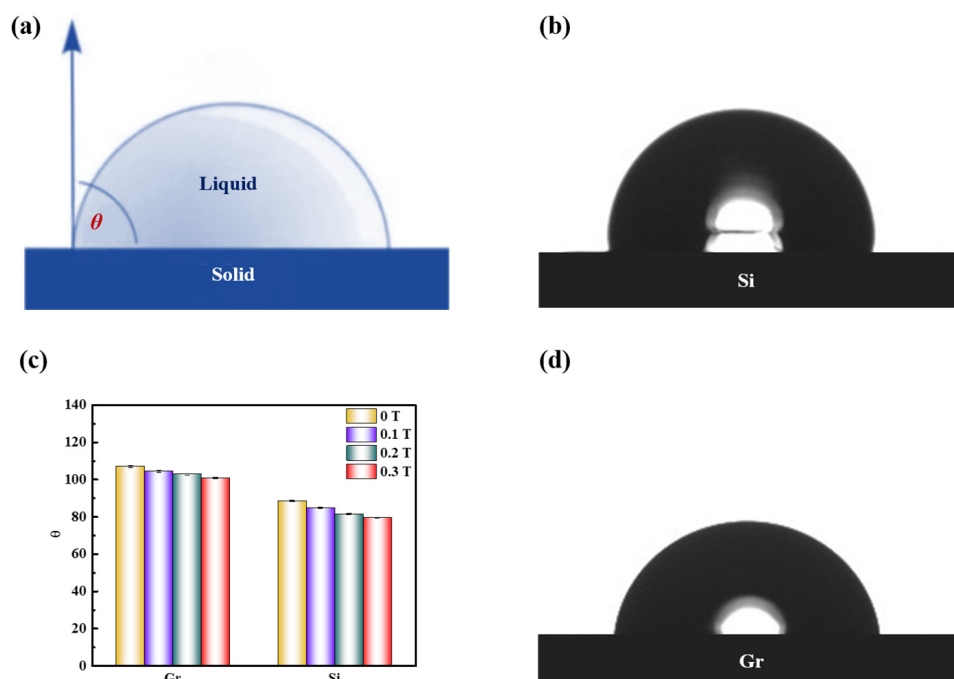 (a)
Liquid
θ
Solid
(b)
Si
(c)
140
120
100
80
60
40
20
0
θ
0 T
0.1 T
0.2 T
0.3 T
Gr
Si
(d)
Gr